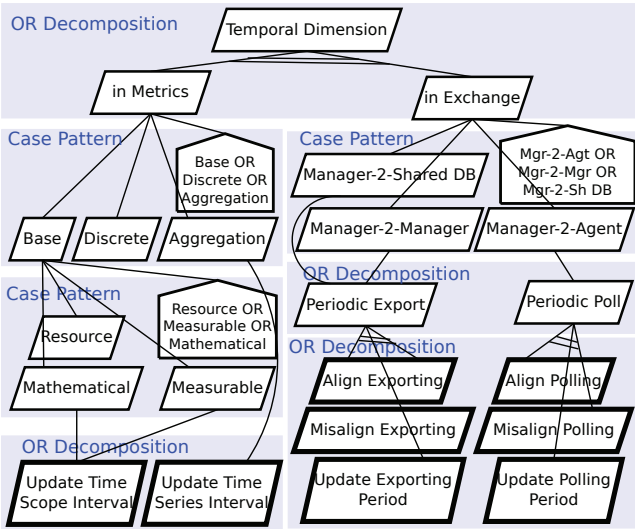 OR Decomposition
Temporal Dimension
in Metrics
in Exchange
Case Pattern
Base OR
Discrete OR
Aggregation
Base
Discrete
Aggregation
Case Pattern
Manager-2-Shared DB
Mgr-2-Agt OR
Mgr-2-Mgr OR
Mgr-2-Sh DB
Manager-2-Manager
Manager-2-Agent
Case Pattern
Resource OR
Measurable OR
Mathematical
Resource
Mathematical
Measurable
OR Decomposition
Periodic Export
Periodic Poll
OR Decomposition
Align Exporting
Align Polling
Misalign Exporting
Misalign Polling
Update Exporting
Period
Update Polling
Period
OR Decomposition
Update Time
Scope Interval
Update Time
Series Interval